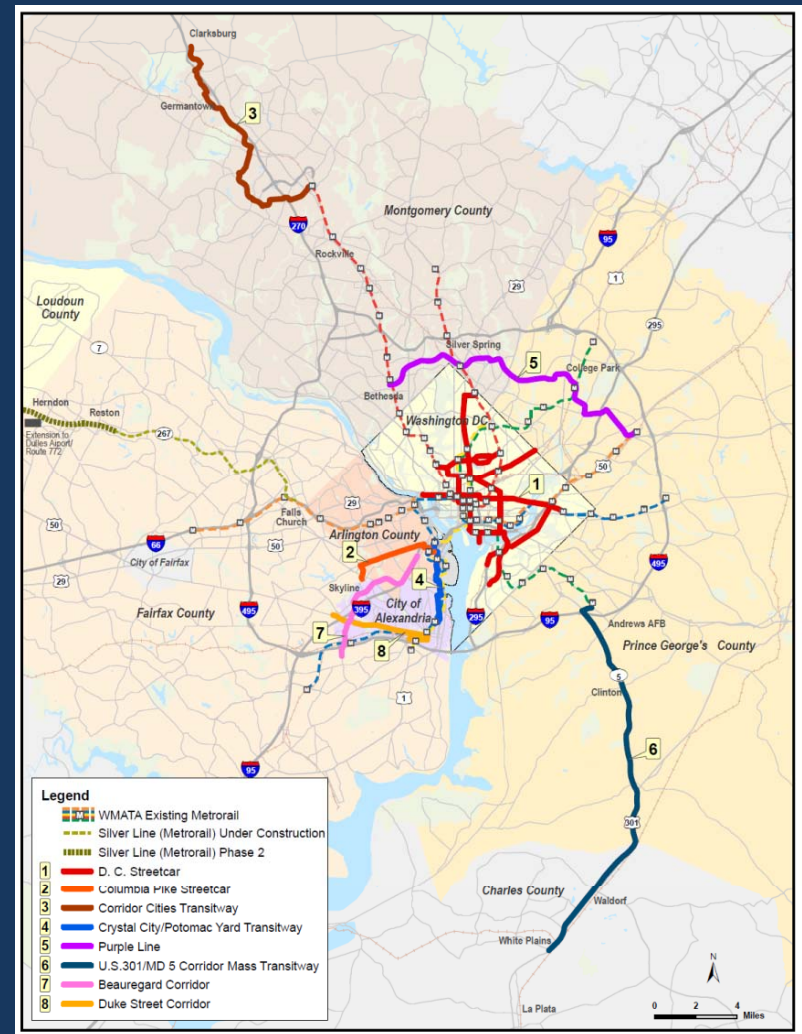 Clarksburg
Germantown
3
Montgomery County
270
Rockville
95
29
1
295
Loudoun
County
7
Silver Spring
5
College Park
Bethesda
Herndon
Reston
267
Washington DC
Extension to
Dulles Aiport/
Route 772
50
1
29
Falls
Church
50
66
50
Arlington County
City of Fairfax
29
2
Skyline
4
495
395
City of
Alexandria
295
495
95
Fairfax County
7
8
Andrews AFB
Prince George's County
5
Clinton
1
6
95
301
Charles County
Waldorf
White Plains
La Plata
N
0 2 4
Miles
Legend
M WMATA Existing Metrorail
Silver Line (Metrorail) Under Construction
Silver Line (Metrorail) Phase 2
1 D. C. Streetcar
2 Columbia Pike Streetcar
3 Corridor Cities Transitway
4 Crystal City/Potomac Yard Transitway
5 Purple Line
6 U.S.301/MD 5 Corridor Mass Transitway
7 Beauregard Corridor
8 Duke Street Corridor